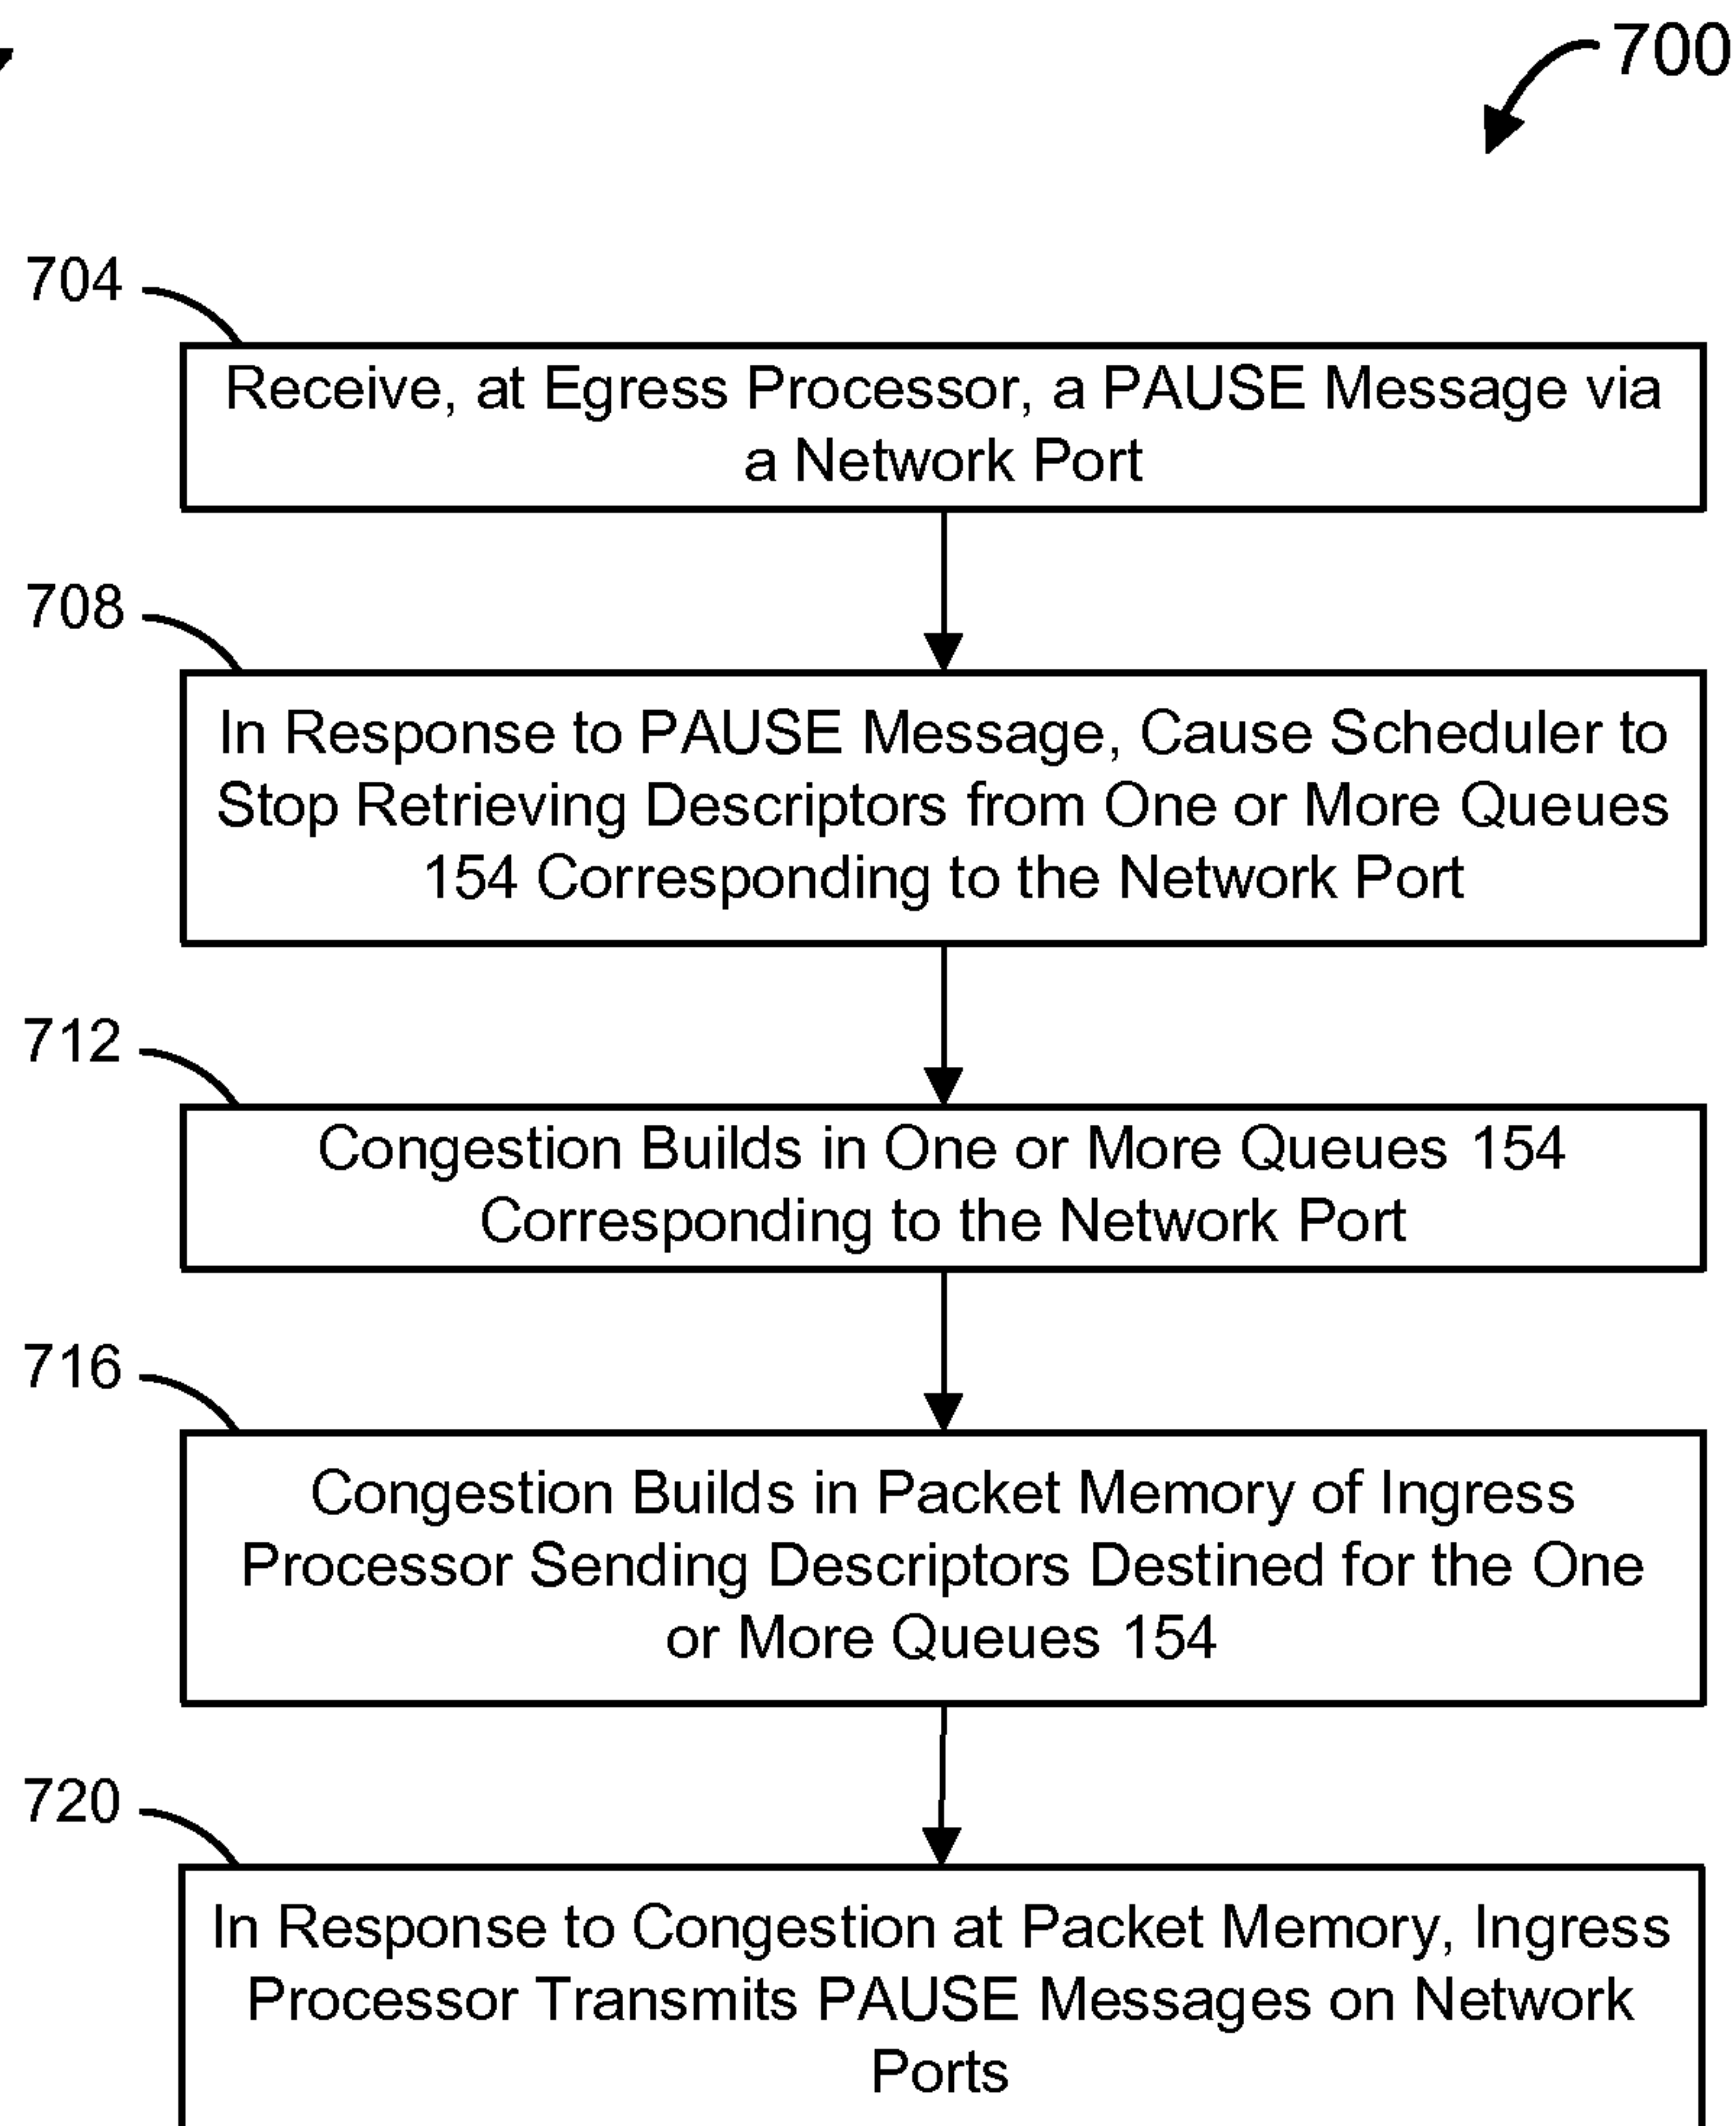 700
704
Receive, at Egress Processor, a PAUSE Message via
a Network Port
708
In Response to PAUSE Message, Cause Scheduler to
Stop Retrieving Descriptors from One or More Queues
154 Corresponding to the Network Port
712
Congestion Builds in One or More Queues 154
Corresponding to the Network Port
716
Congestion Builds in Packet Memory of Ingress
Processor Sending Descriptors Destined for the One
or More Queues 154
720
In Response to Congestion at Packet Memory, Ingress
Processor Transmits PAUSE Messages on Network
Ports